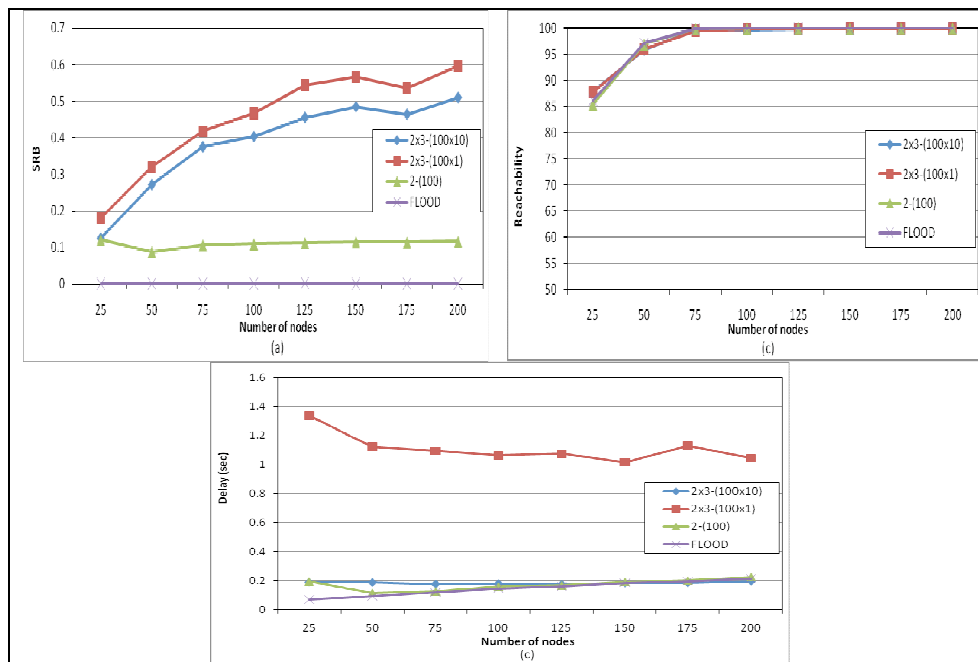 0.7
0.6
0.5
0.4
0.3
0.2
0.1
0
SRB
2x3-(100x10)
2x3-(100x1)
2-(100)
FLOOD
25 50 75 100 125 150 175 200
Number of nodes
(a)
100
95
90
85
80
75
70
65
60
55
50
Reachability
2x3-(100x10)
2x3-(100x1)
2-(100)
FLOOD
25 50 75 100 125 150 175 200
Number of nodes
(c)
1.6
1.4
1.2
1
0.8
0.6
0.4
0.2
0
Delay (sec)
2x3-(100x10)
2x3-(100x1)
2-(100)
FLOOD
25 50 75 100 125 150 175 200
Number of nodes
(c)